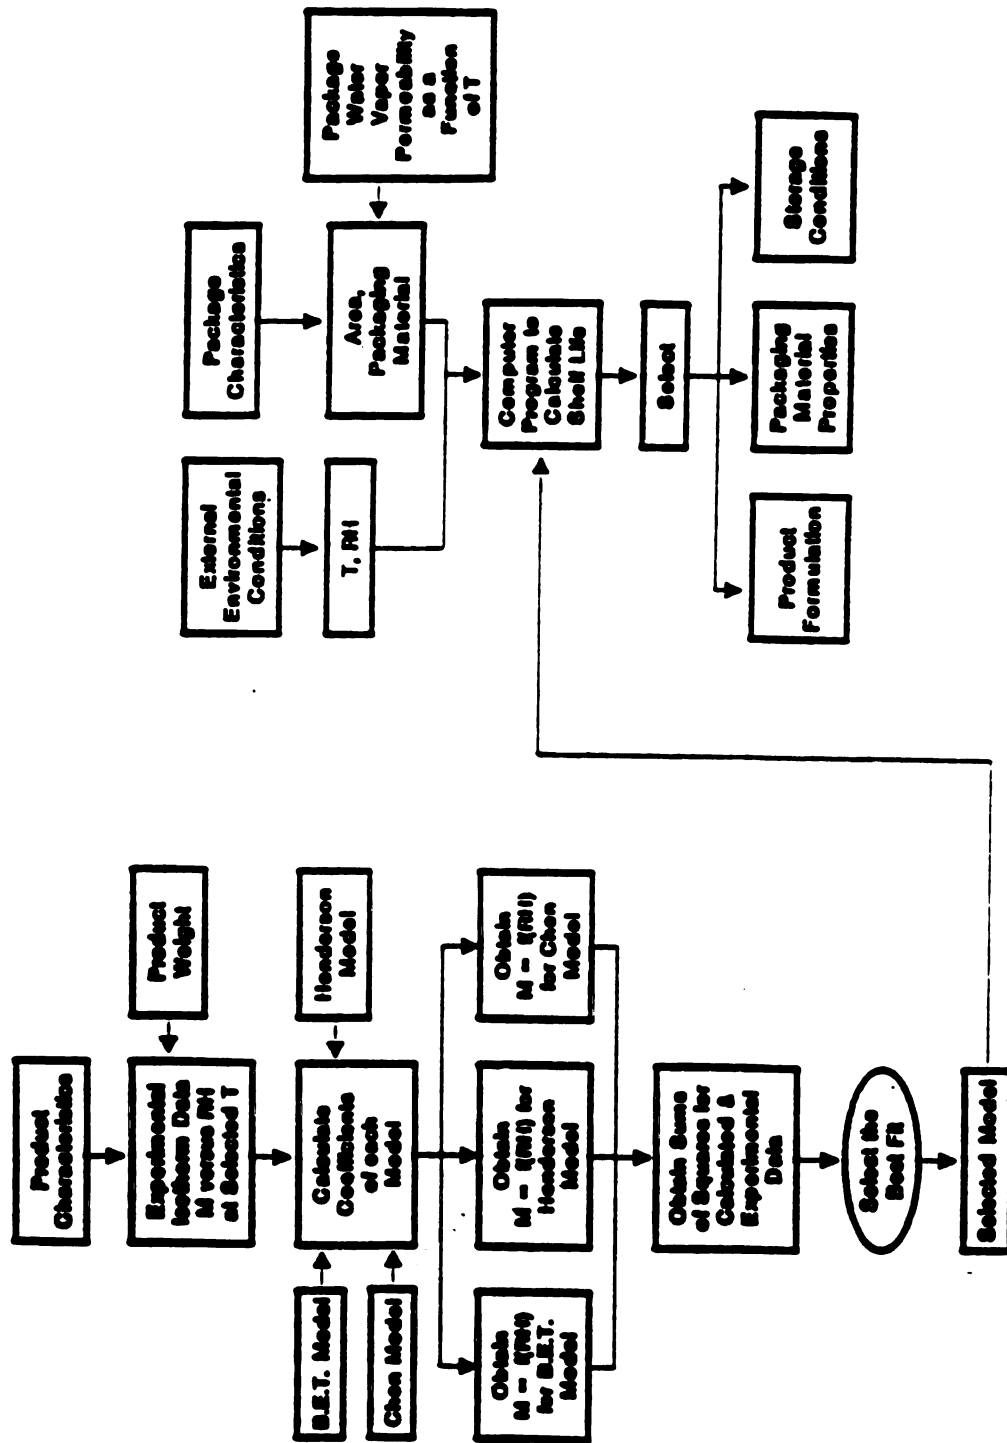 Product
Characteristics
Product
Weight
Experimental
Isotherm Data
M versus RH
at Selected T
B.E.T. Model
Chen Model
Henderson
Model
Calculate
Coefficients
of each
Model
Obtain
M = f(RH)
for B.E.T.
Model
Obtain
M = f(RH) for
Henderson
Model
Obtain
M = f(RH)
for Chen
Model
Obtain Sums
of Squares for
Calculated &
Experimental
Data
Select the
Best Fit
Selected Model
External
Environmental
Conditions
T, RH
Package
Characteristics
Area,
Packaging
Material
Package
Water
Vapor
Permeability
as a
Function
of T
Computer
Program to
Calculate
Shelf Life
Select
Product
Formulation
Packaging
Material
Properties
Storage
Conditions